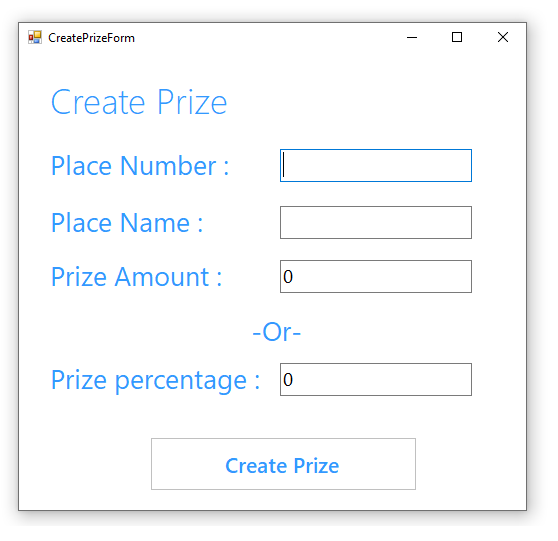 CreatePrizeForm
Create Prize
Place Number :
Place Name :
Prize Amount : 0
-Or-
Prize percentage : 0
Create Prize